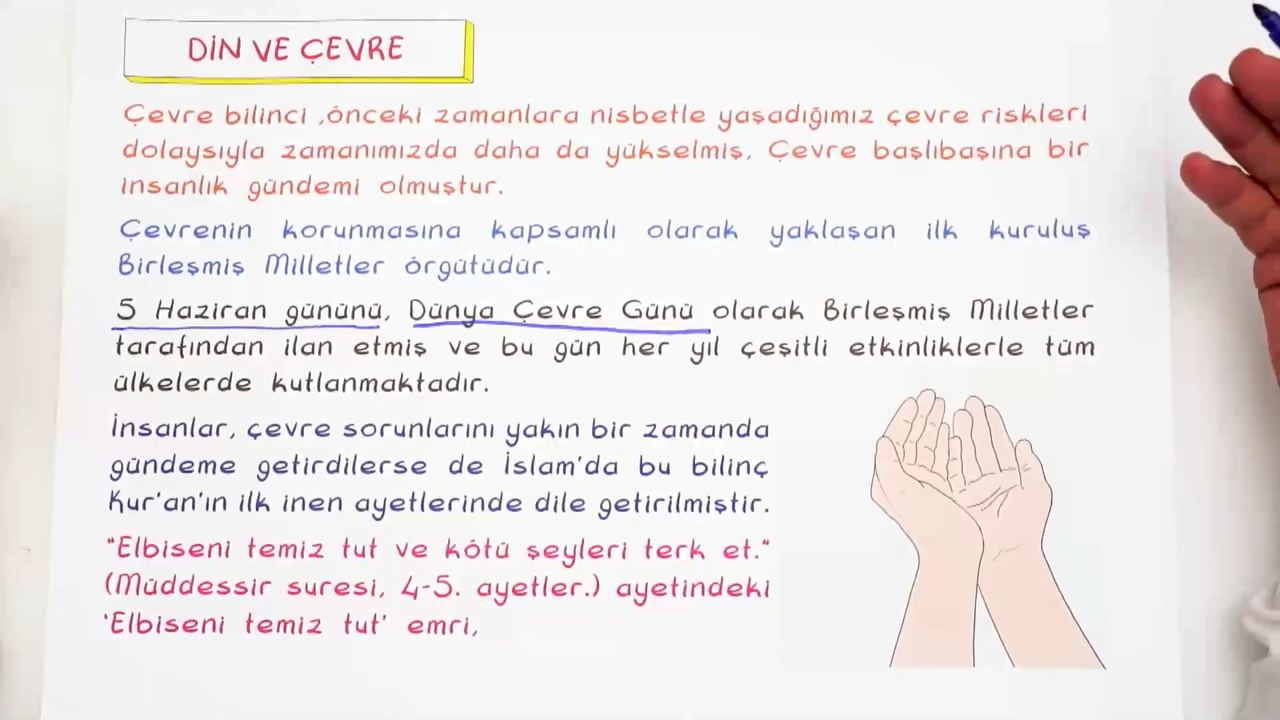 DİN VE ÇEVRE
Çevre bilinci ,önceki zamanlara nisbetle yaşadığımız çevre riskleri
dolaysıyla zamanımızda daha da yükselmiş, Çevre başlıbaşına bir
insanlık gündemi olmuştur.
Çevrenin korunmasına kapsamlı olarak yaklaşan ilk kuruluş
Birleşmiş Milletler örgütüdür.
5 Haziran gününü, Dünya Çevre Günü olarak Birleşmiş Milletler
tarafından ilan etmiş ve bu gün her yıl çeşitli etkinliklerle tüm
ülkelerde kutlanmaktadır.
İnsanlar, çevre sorunlarını yakın bir zamanda
gündeme getirdilerse de İslam'da bu bilinç
Kur'an'ın ilk inen ayetlerinde dile getirilmiştir.
"Elbiseni temiz tut ve kötü şeyleri terk et."
(Müddessir suresi, 4-5. ayetler.) ayetindeki
'Elbiseni temiz tut' emri,